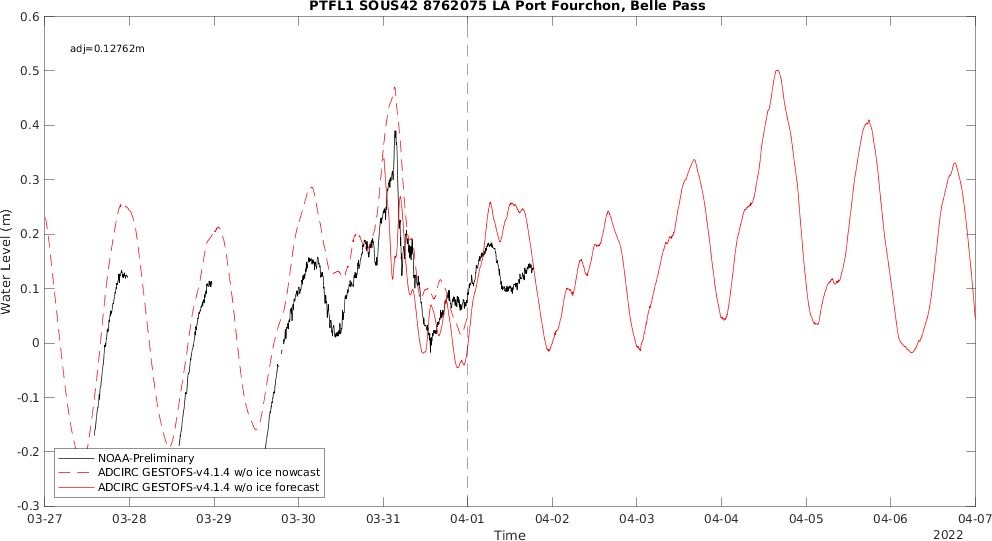 PTFL1 SOUS42 8762075 LA Port Fourchon, Belle Pass
0.6
adj=0.12762m
0.5
0.4
0.3
0.2
0.1
0
-0.1
-0.2
-0.3
Water Level (m)
NOAA-Preliminary
ADCIRC GESTOFS-v4.1.4 w/o ice nowcast
ADCIRC GESTOFS-v4.1.4 w/o ice forecast
03-27 03-28 03-29 03-30 03-31 04-01 04-02 04-03 04-04 04-05 04-06 04-07
Time
2022